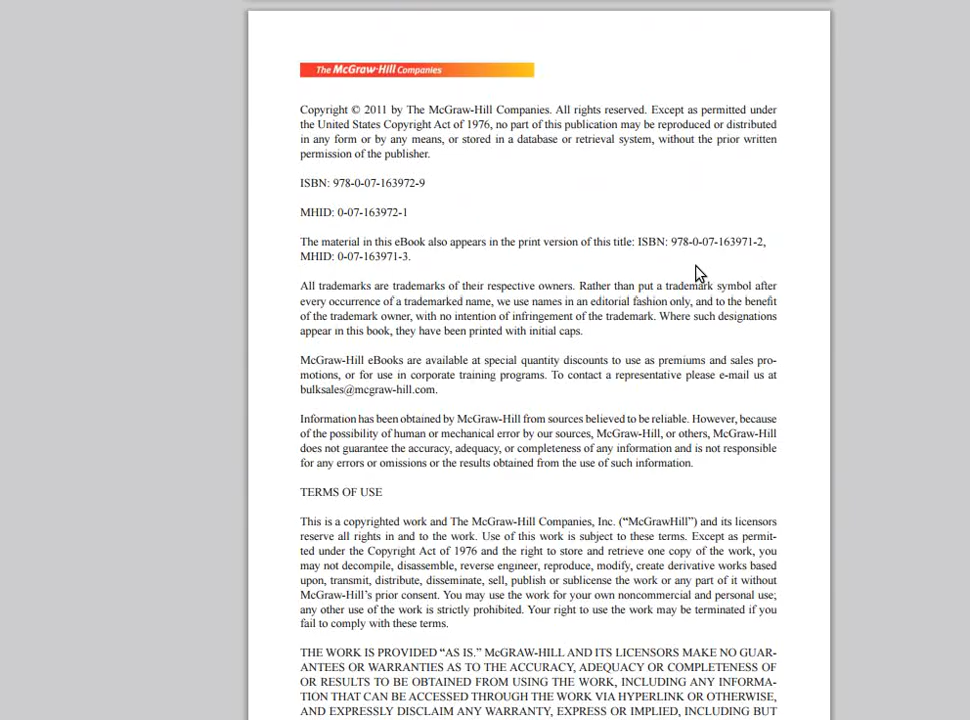 The McGraw-Hill Companies
Copyright © 2011 by The McGraw-Hill Companies. All rights reserved. Except as permitted under
the United States Copyright Act of 1976, no part of this publication may be reproduced or distributed
in any form or by any means, or stored in a database or retrieval system, without the prior written
permission of the publisher.
ISBN: 978-0-07-163972-9
MHID: 0-07-163972-1
The material in this eBook also appears in the print version of this title: ISBN: 978-0-07-163971-2,
MHID: 0-07-163971-3.
All trademarks are trademarks of their respective owners. Rather than put a trademark symbol after
every occurrence of a trademarked name, we use names in an editorial fashion only, and to the benefit
of the trademark owner, with no intention of infringement of the trademark. Where such designations
appear in this book, they have been printed with initial caps.
McGraw-Hill eBooks are available at special quantity discounts to use as premiums and sales pro-
motions, or for use in corporate training programs. To contact a representative please e-mail us at
bulksales@mcgraw-hill.com.
Information has been obtained by McGraw-Hill from sources believed to be reliable. However, because
of the possibility of human or mechanical error by our sources, McGraw-Hill, or others, McGraw-Hill
does not guarantee the accuracy, adequacy, or completeness of any information and is not responsible
for any errors or omissions or the results obtained from the use of such information.
TERMS OF USE
This is a copyrighted work and The McGraw-Hill Companies, Inc. (“McGrawHill”) and its licensors
reserve all rights in and to the work. Use of this work is subject to these terms. Except as permit-
ted under the Copyright Act of 1976 and the right to store and retrieve one copy of the work, you
may not decompile, disassemble, reverse engineer, reproduce, modify, create derivative works based
upon, transmit, distribute, disseminate, sell, publish or sublicense the work or any part of it without
McGraw-Hill’s prior consent. You may use the work for your own noncommercial and personal use;
any other use of the work is strictly prohibited. Your right to use the work may be terminated if you
fail to comply with these terms.
THE WORK IS PROVIDED “AS IS.” McGRAW-HILL AND ITS LICENSORS MAKE NO GUAR-
ANTEES OR WARRANTIES AS TO THE ACCURACY, ADEQUACY OR COMPLETENESS OF
OR RESULTS TO BE OBTAINED FROM USING THE WORK, INCLUDING ANY INFORMA-
TION THAT CAN BE ACCESSED THROUGH THE WORK VIA HYPERLINK OR OTHERWISE,
AND EXPRESSLY DISCLAIM ANY WARRANTY, EXPRESS OR IMPLIED, INCLUDING BUT